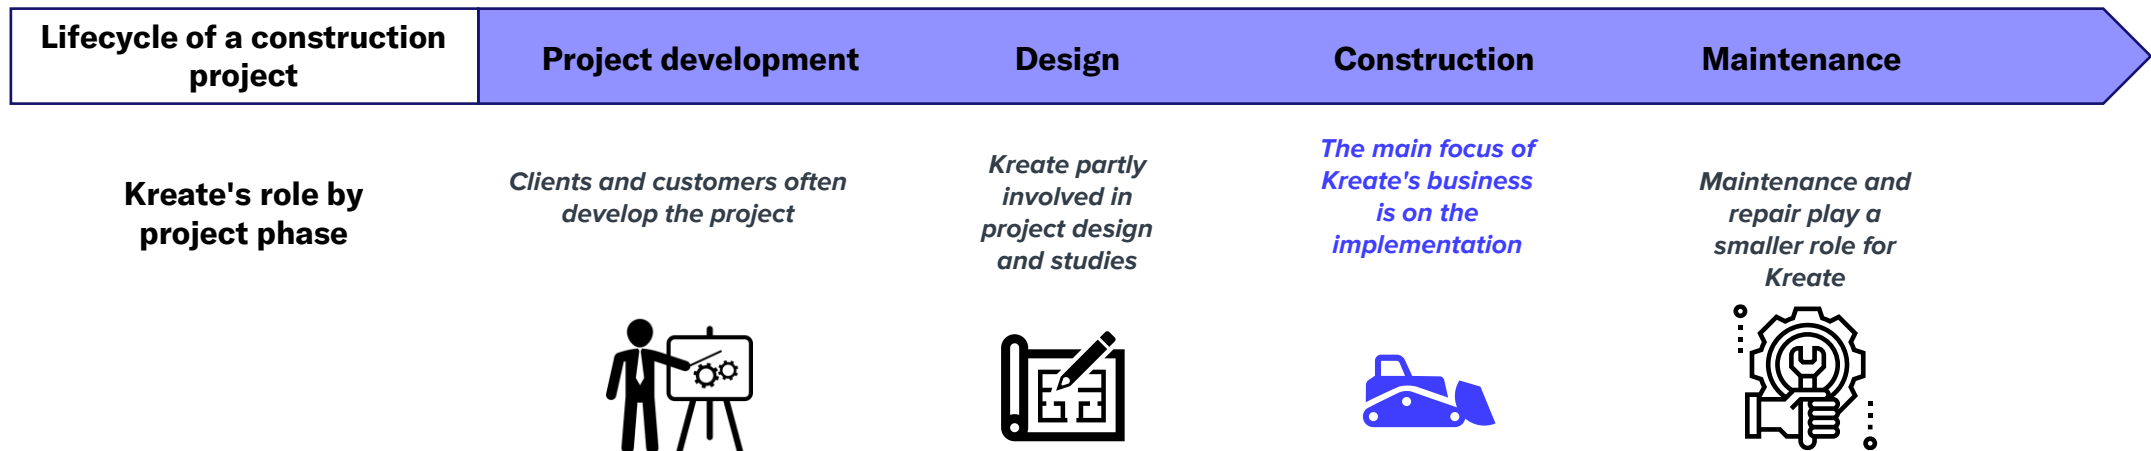 Lifecycle of a construction
project
Project development
Design
Construction
Maintenance
Kreate's role by
project phase
Clients and customers often
develop the project
Kreate partly
involved in
project design
and studies
The main focus of
Kreate's business
is on the
implementation
Maintenance and
repair play a
smaller role for
Kreate